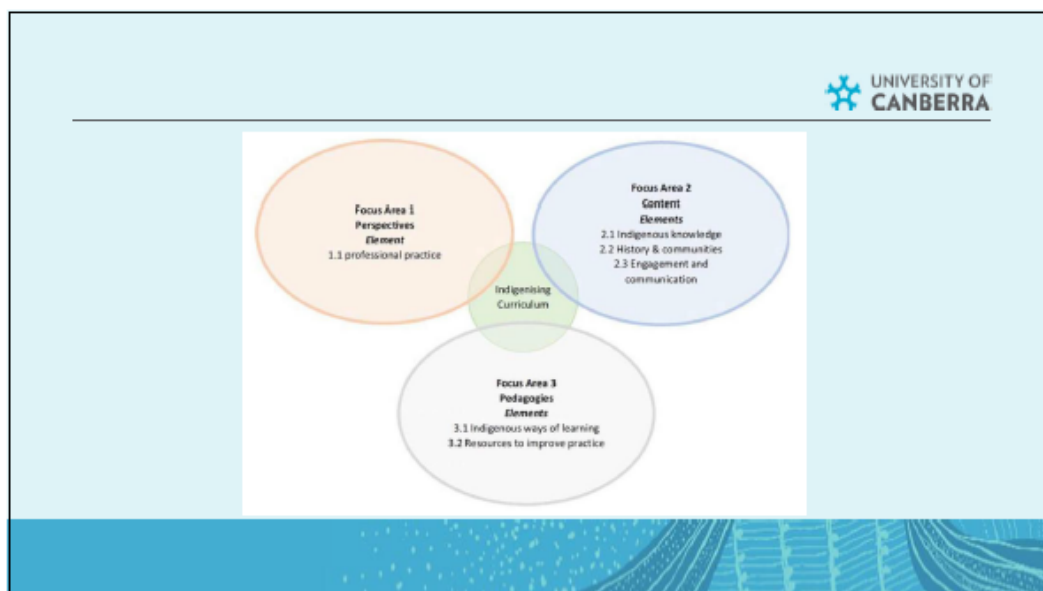 UNIVERSITY OF
CANBERRA
Focus Area 1
Perspectives
Element
1.1 professional practice
Focus Area 2
Content
Elements
2.1 Indigenous knowledge
2.2 History & communities
2.3 Engagement and
communication
Indigenising
Curriculum
Focus Area 3
Pedagogies
Elements
3.1 Indigenous ways of learning
3.2 Resources to improve practice